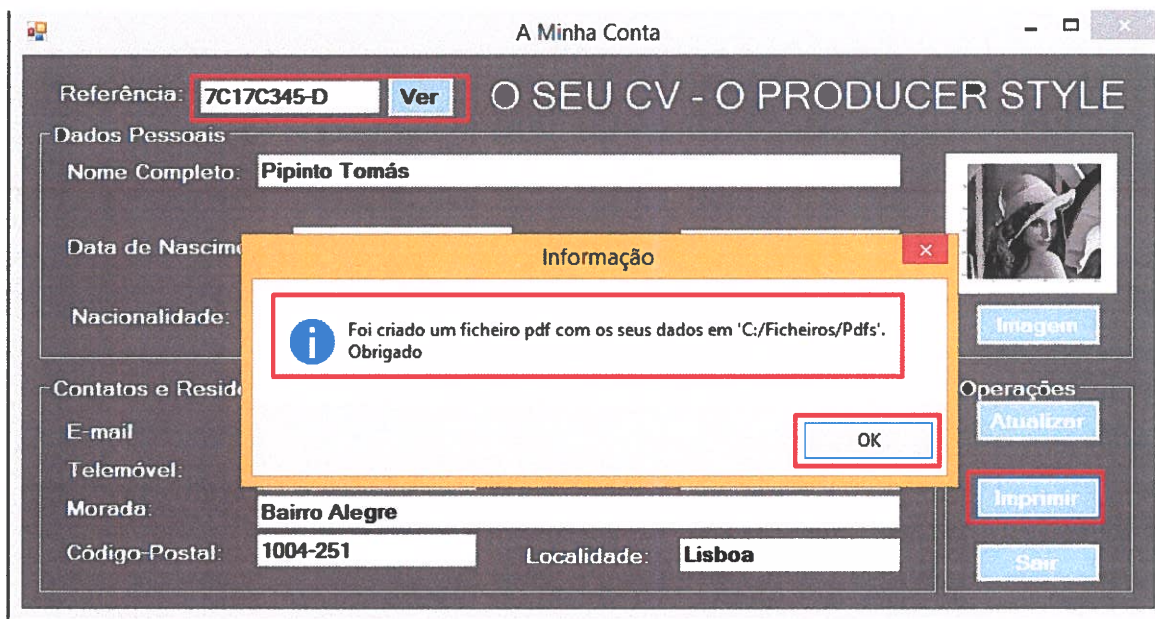 A Minha Conta
Referência: 7C17C345-D Ver O SEU CV - O PRODUCER STYLE
Dados Pessoais
Nome Completo: Pipinto Tomás
Data de Nascime
Informação
Nacionalidade:
Foi criado um ficheiro pdf com os seus dados em 'C:/Ficheiros/Pdfs'.
Obrigado
Imagem
Contatos e Reside
Operações
E-mail
OK
Atualizar
Telemóvel:
Morada: Bairro Alegre
Imprimir
Código-Postal: 1004-251 Localidade: Lisboa
Sair